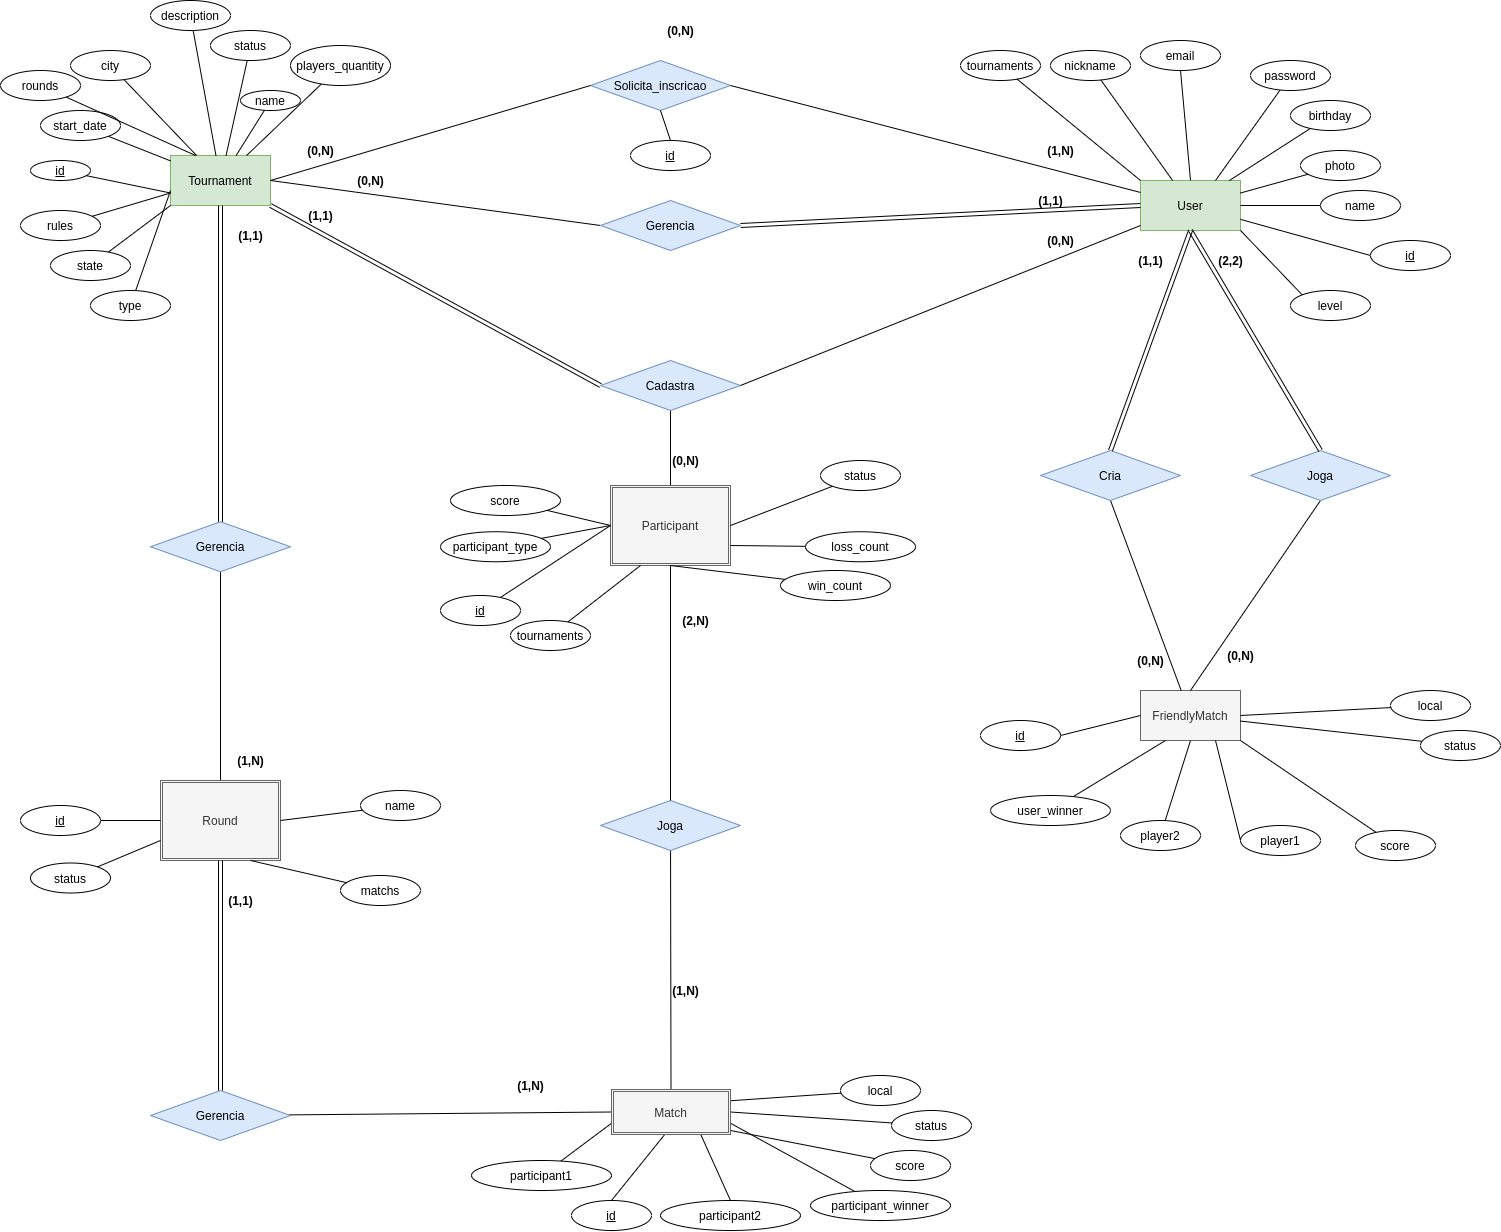 description
(0,N)
status
email
city
players_quantity
tournaments
nickname
password
rounds
Solicita_inscricao
name
birthday
start_date
(0,N)
(1,N)
id
photo
id
Tournament
(0,N)
(1,1)
User
name
(1,1)
rules
Gerencia
(1,1)
(0,N)
id
state
(1,1)
(2,2)
type
level
Cadastra
(0,N)
status
Cria
Joga
score
Participant
participant_type
loss_count
Gerencia
win_count
id
tournaments
(2,N)
(0,N)
(0,N)
local
FriendlyMatch
id
status
(1,N)
name
user_winner
id
Round
Joga
player2
player1
score
status
matchs
(1,1)
(1,N)
(1,N)
local
Gerencia
Match
status
score
participant1
participant_winner
id
participant2